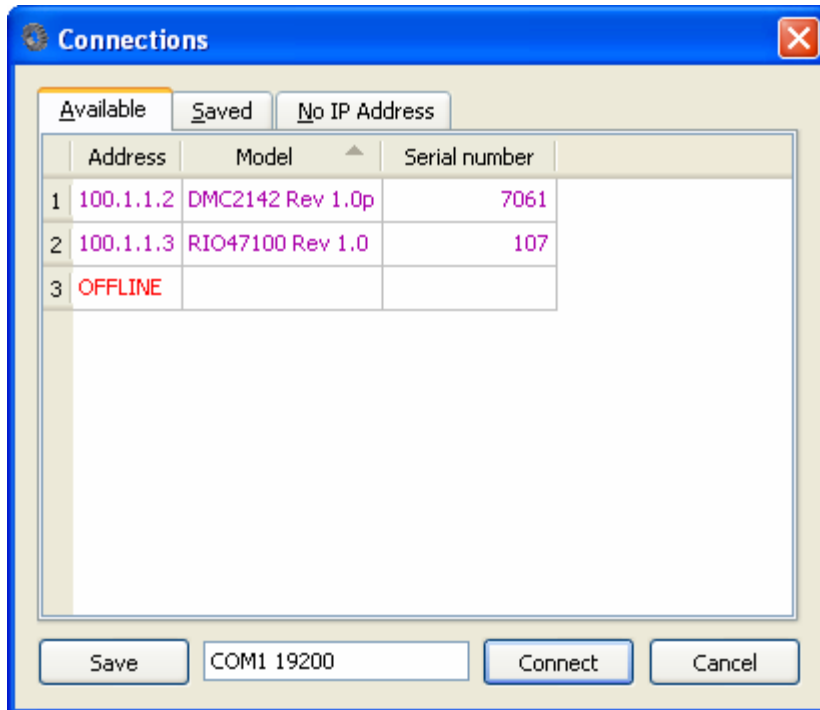 Connections
Available Saved No IP Address
Address Model Serial number
1 100.1.1.2 DMC2142 Rev 1.0p 7061
2 100.1.1.3 RIO47100 Rev 1.0 107
3 OFFLINE
Save COM1 19200 Connect Cancel